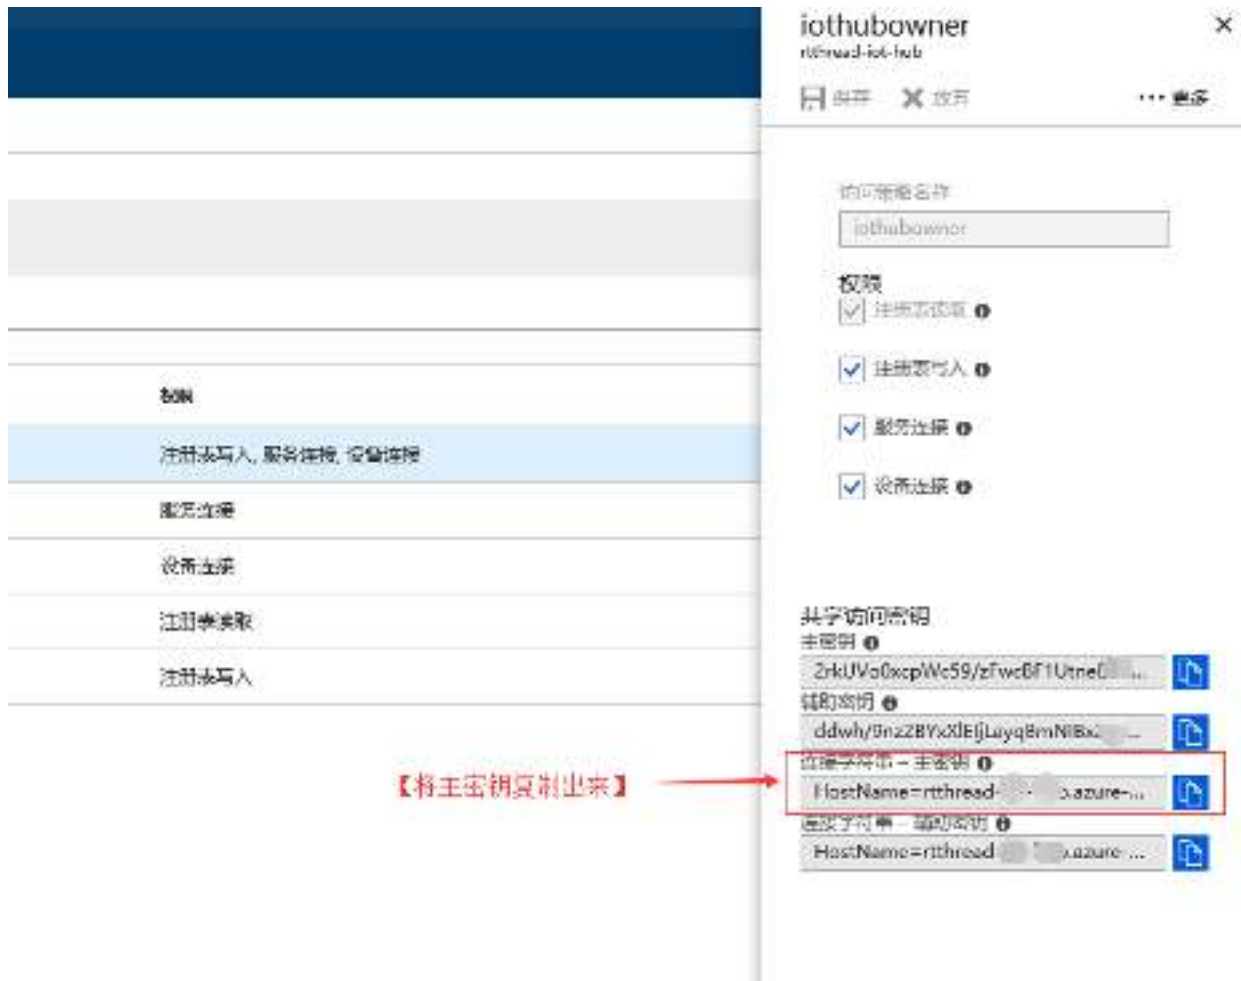 iothubowner
rtthread-iot-hub
保存 放弃 更多
访问策略名称
iothubowner
权限
注册表读取
注册表写入
服务连接
设备连接
权限
注册表写入, 服务连接, 设备连接
服务连接
设备连接
注册表读取
注册表写入
共享访问密钥
主密钥
辅助密钥
连接字符串 – 主密钥
HostName=rtthread- .azure-...
连接字符串 – 辅助密钥
HostName=rtthread .azure-...
【将主密钥复制出来】